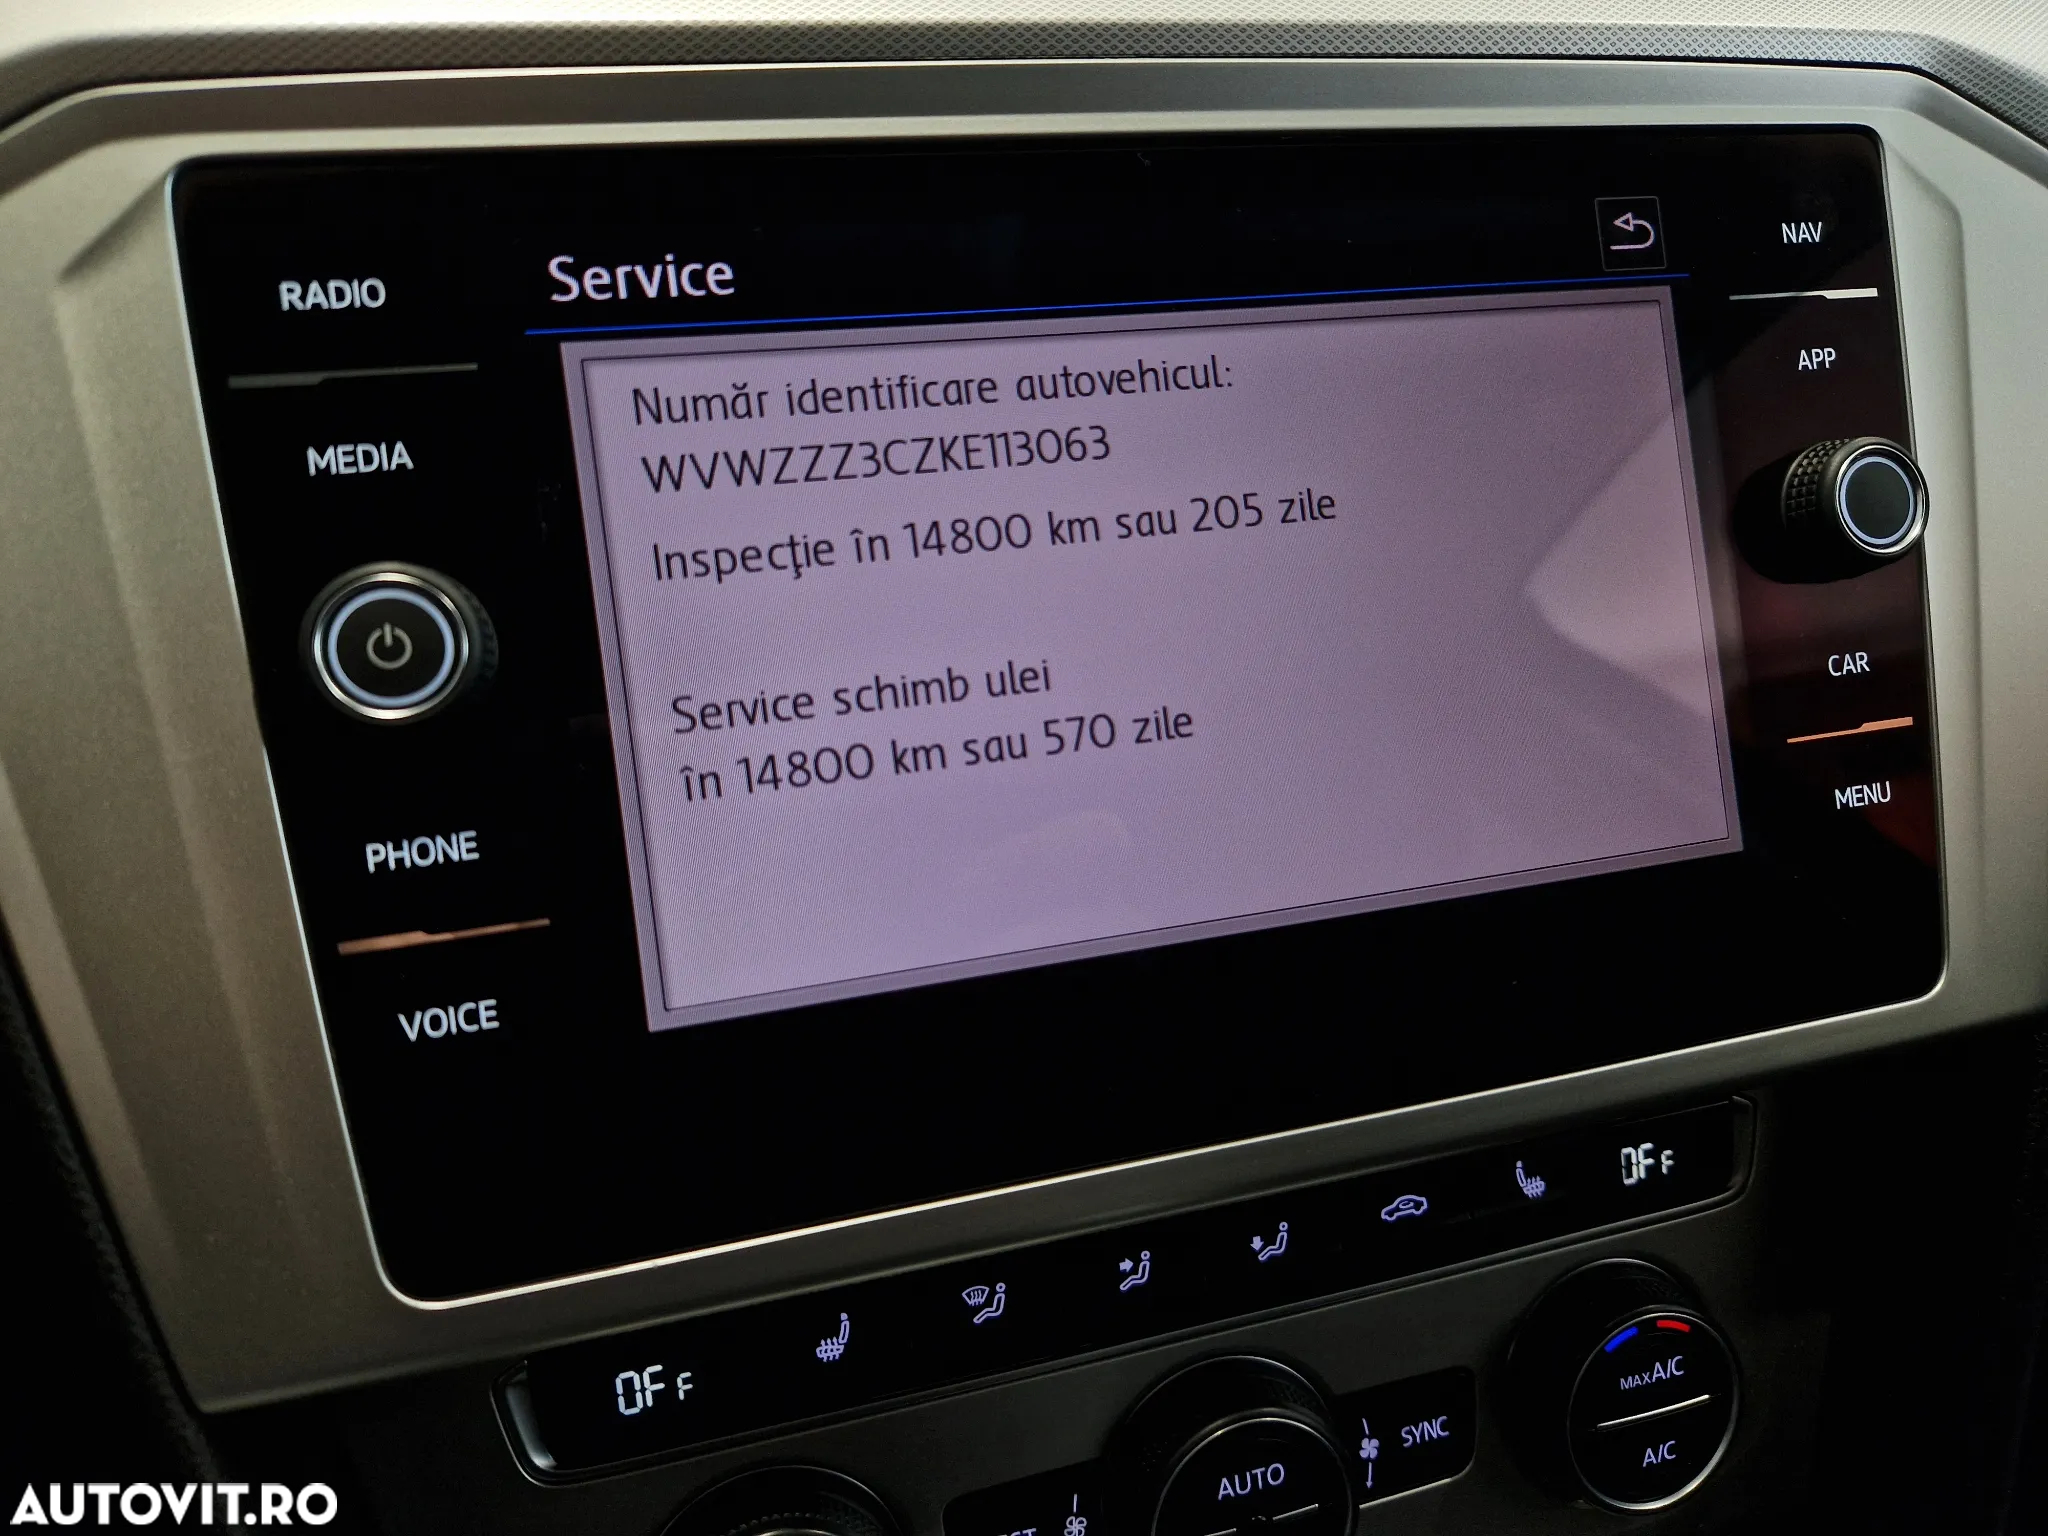 RADIO
MEDIA
PHONE
VOICE
Service
Număr identificare autovehicul:
WVWZZZ3CZKE113063
Inspecţie în 14800 km sau 205 zile
Service schimb ulei
în 14800 km sau 570 zile
NAV
APP
CAR
MENU
OFF
OFF
AUTO
SYNC
MAX A/C
A/C
AUTOVIT.RO